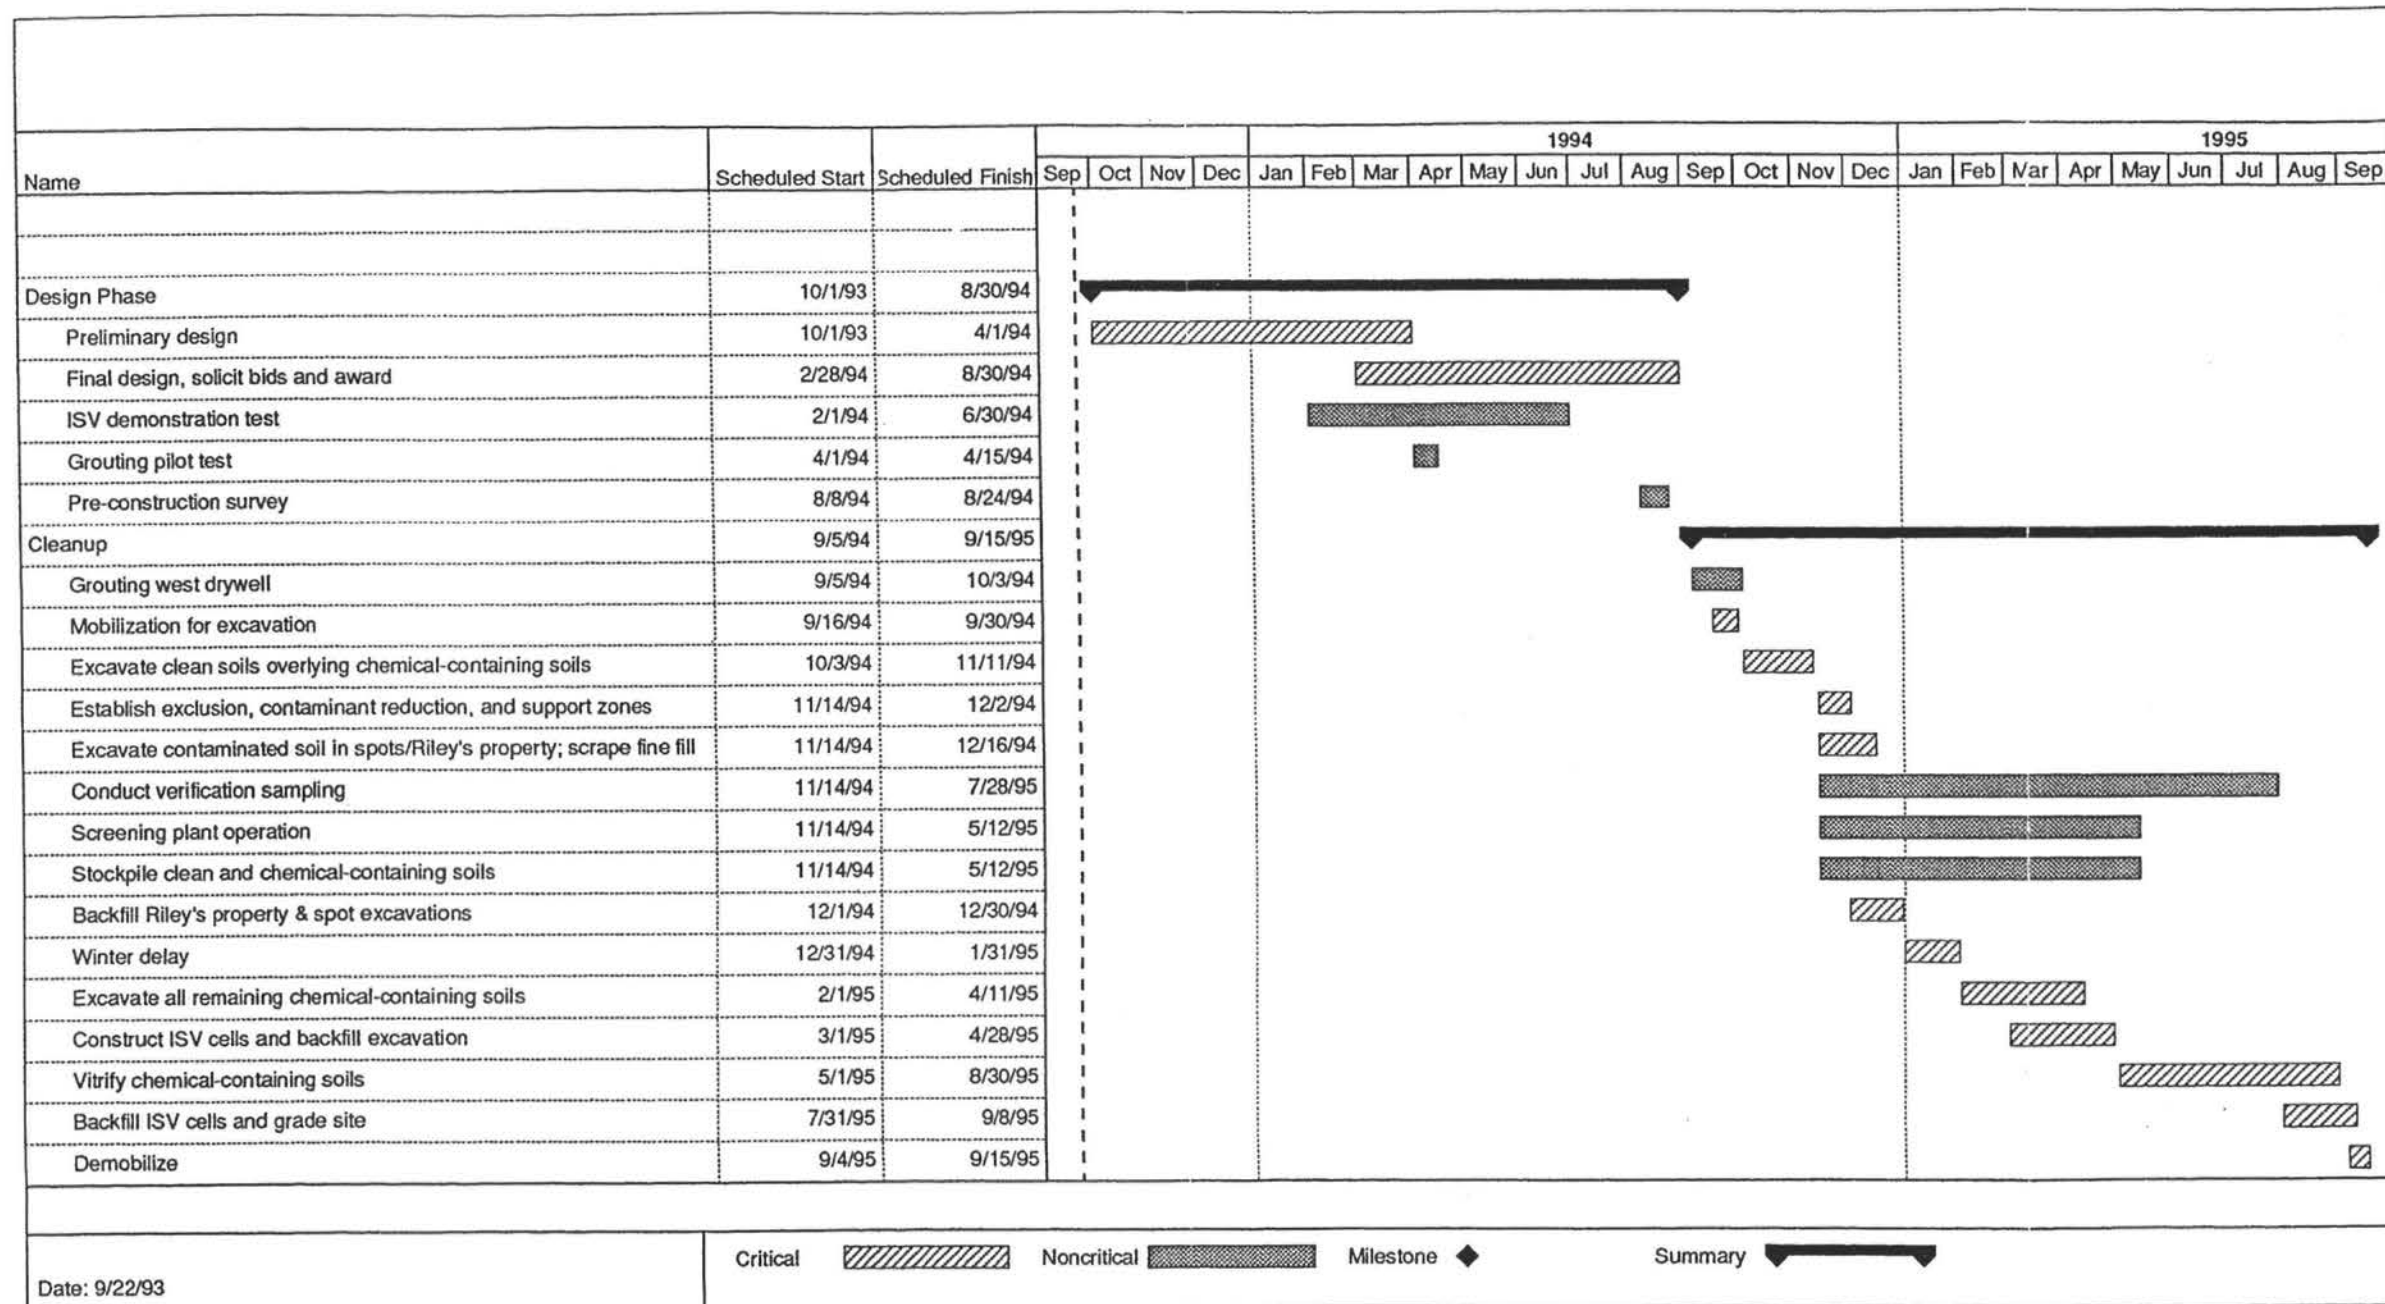 1994 1995
Name Scheduled Start Scheduled Finish Sep Oct Nov Dec Jan Feb Mar Apr May Jun Jul Aug Sep Oct Nov Dec Jan Feb Mar Apr May Jun Jul Aug Sep
Design Phase 10/1/93 8/30/94
Preliminary design 10/1/93 4/1/94
Final design, solicit bids and award 2/28/94 8/30/94
ISV demonstration test 2/1/94 6/30/94
Grouting pilot test 4/1/94 4/15/94
Pre-construction survey 8/8/94 8/24/94
Cleanup 9/5/94 9/15/95
Grouting west drywell 9/5/94 10/3/94
Mobilization for excavation 9/16/94 9/30/94
Excavate clean soils overlying chemical-containing soils 10/3/94 11/11/94
Establish exclusion, contaminant reduction, and support zones 11/14/94 12/2/94
Excavate contaminated soil in spots/Riley's property; scrape fine fill 11/14/94 12/16/94
Conduct verification sampling 11/14/94 7/28/95
Screening plant operation 11/14/94 5/12/95
Stockpile clean and chemical-containing soils 11/14/94 5/12/95
Backfill Riley's property & spot excavations 12/1/94 12/30/94
Winter delay 12/31/94 1/31/95
Excavate all remaining chemical-containing soils 2/1/95 4/11/95
Construct ISV cells and backfill excavation 3/1/95 4/28/95
Vitrify chemical-containing soils 5/1/95 8/30/95
Backfill ISV cells and grade site 7/31/95 9/8/95
Demobilize 9/4/95 9/15/95
Critical Noncritical Milestone Summary
Date: 9/22/93